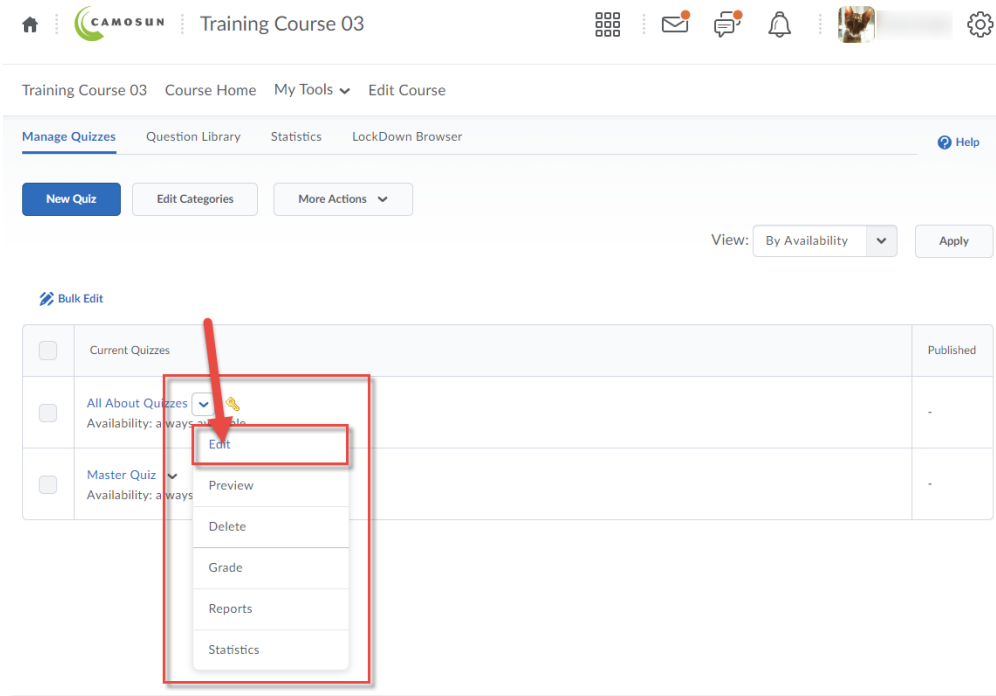 CAMOSUN
Training Course 03
Training Course 03 Course Home My Tools Edit Course
Manage Quizzes Question Library Statistics LockDown Browser
Help
New Quiz Edit Categories More Actions
View: By Availability Apply
Bulk Edit
Current Quizzes Published
All About Quizzes
Availability: always available -
Edit
Master Quiz
Availability: always -
Preview
Delete
Grade
Reports
Statistics